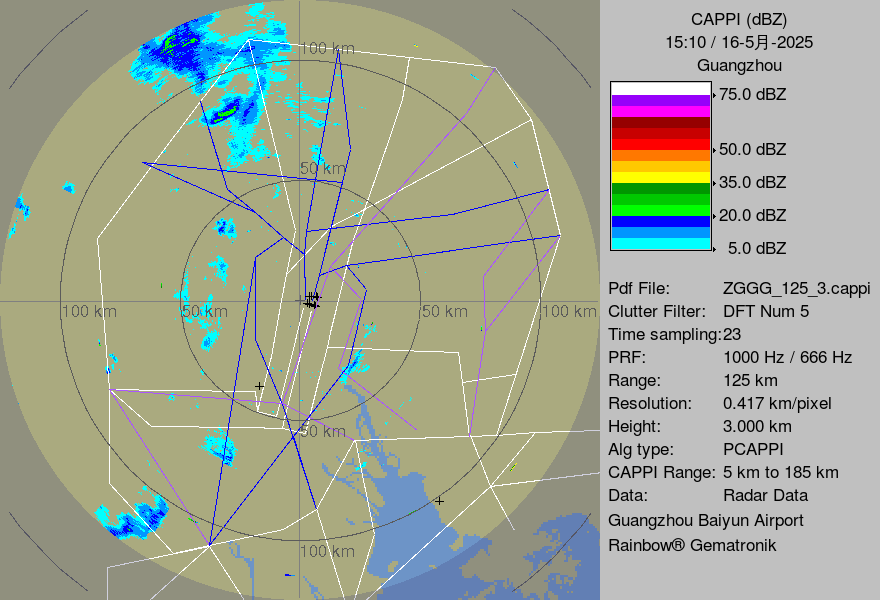 CAPPI (dBZ)
15:10 / 16-5月-2025
Guangzhou
75.0 dBZ
50.0 dBZ
35.0 dBZ
20.0 dBZ
5.0 dBZ
Pdf File: ZGGG_125_3.cappi
Clutter Filter: DFT Num 5
Time sampling:23
PRF: 1000 Hz / 666 Hz
Range: 125 km
Resolution: 0.417 km/pixel
Height: 3.000 km
Alg type: PCAPPI
CAPPI Range: 5 km to 185 km
Data: Radar Data
Guangzhou Baiyun Airport
Rainbow® Gematronik
100 km
50 km
100 km
50 km
50 km
100 km
50 km
100 km